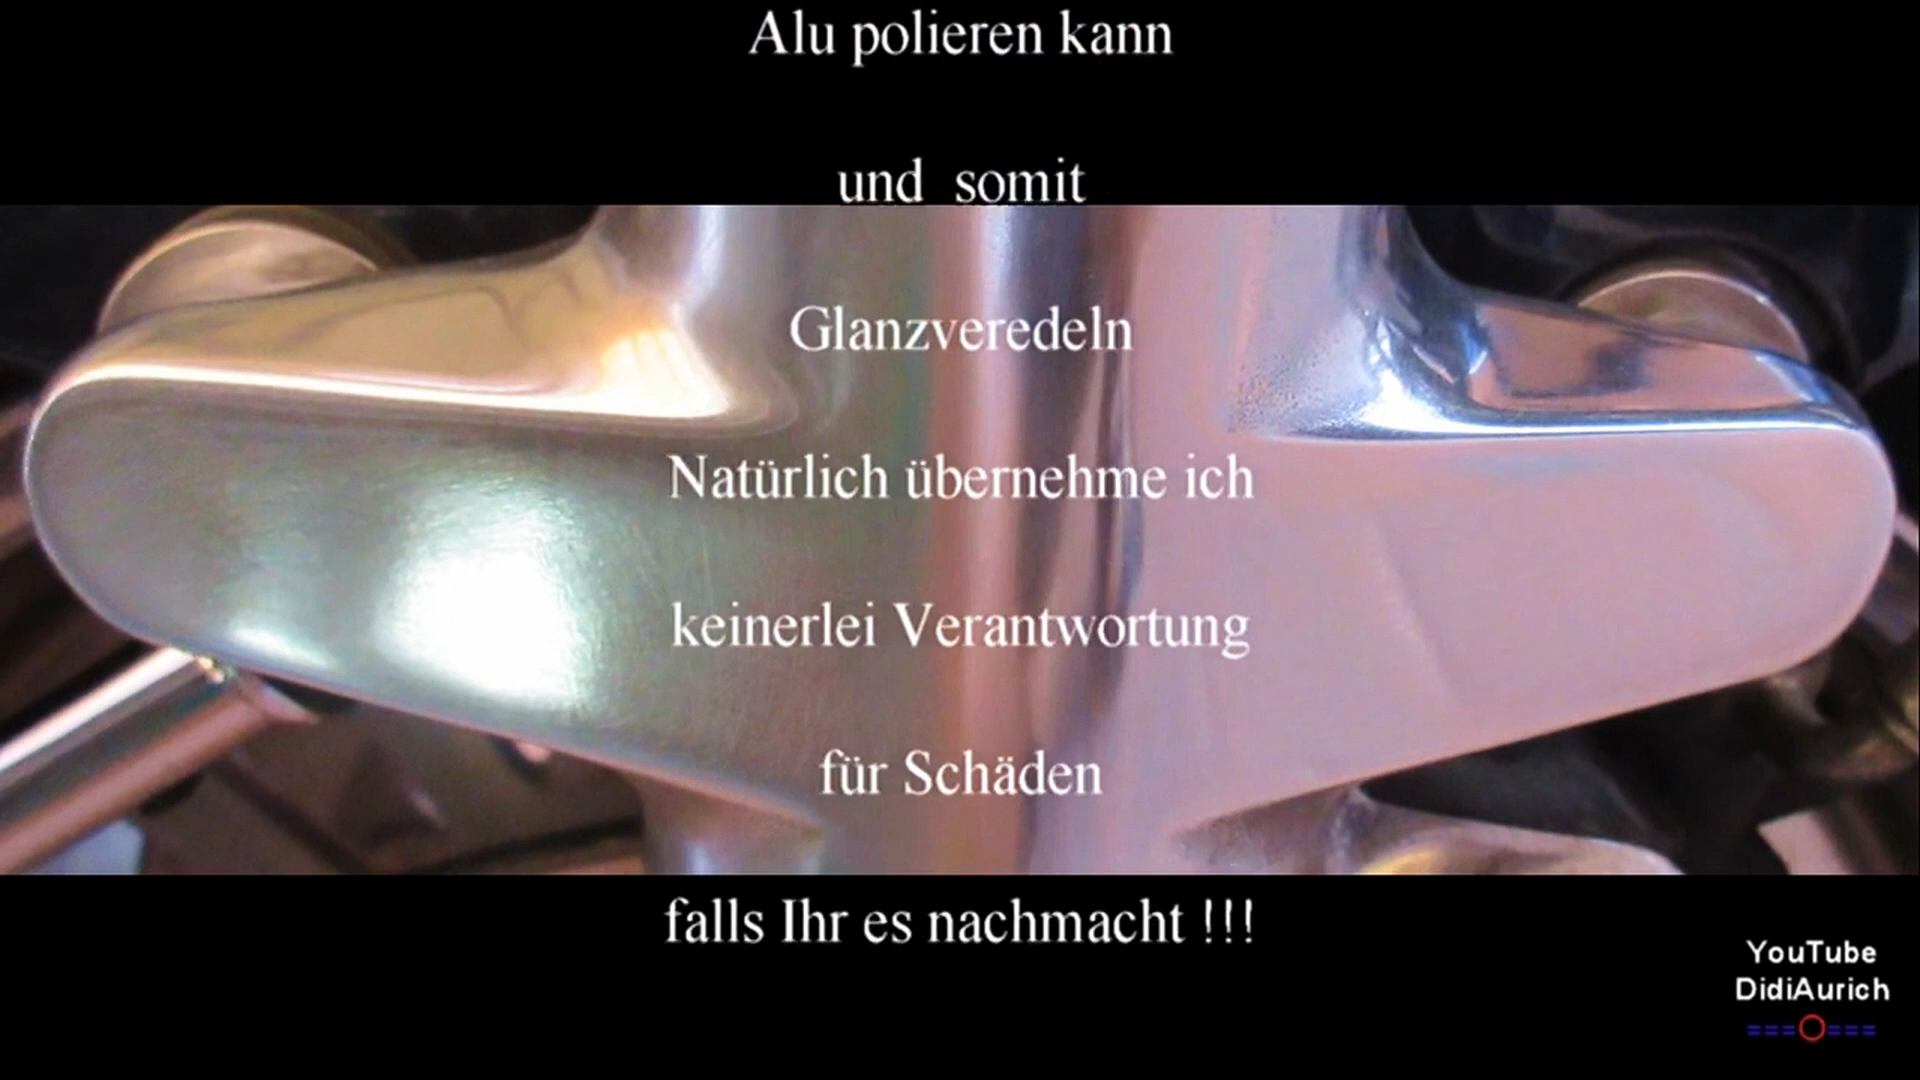 Alu polieren kann
und somit
Glanzveredeln
Natürlich übernehme ich
keinerlei Verantwortung
für Schäden
falls Ihr es nachmacht !!!
YouTube
DidiAurich
===O===